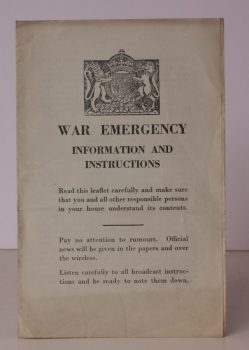 WAR EMERGENCY
INFORMATION AND
INSTRUCTIONS
Read this leaflet carefully and make sure
that you and all other responsible persons
in your house understand its contents.
Pay no attention to rumours. Official
news will be given in the papers and over
the wireless.
Listen carefully to all broadcast instruc-
tions and be ready to note them down.